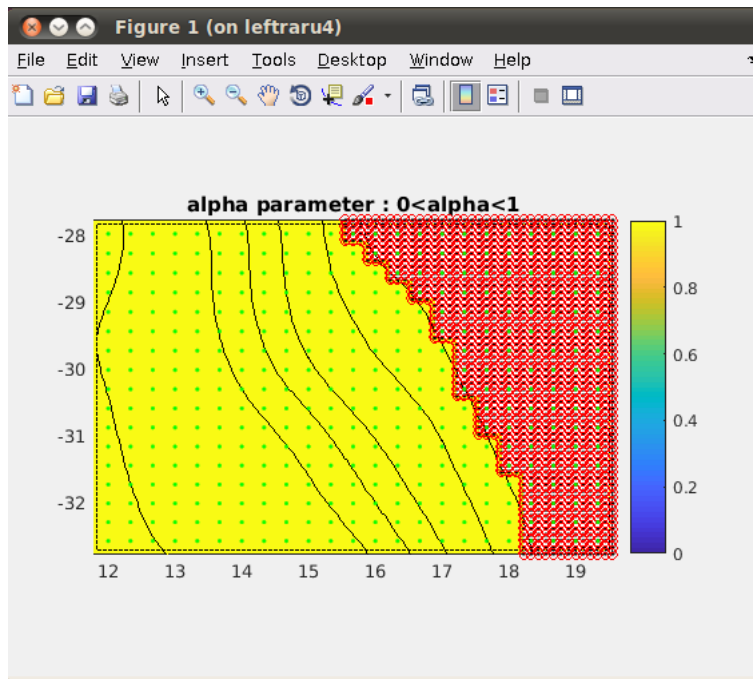 Figure 1 (on leftraru4)
File Edit View Insert Tools Desktop Window Help
alpha parameter : 0<alpha<1
-28
-29
-30
-31
-32
12 13 14 15 16 17 18 19
1
0.8
0.6
0.4
0.2
0